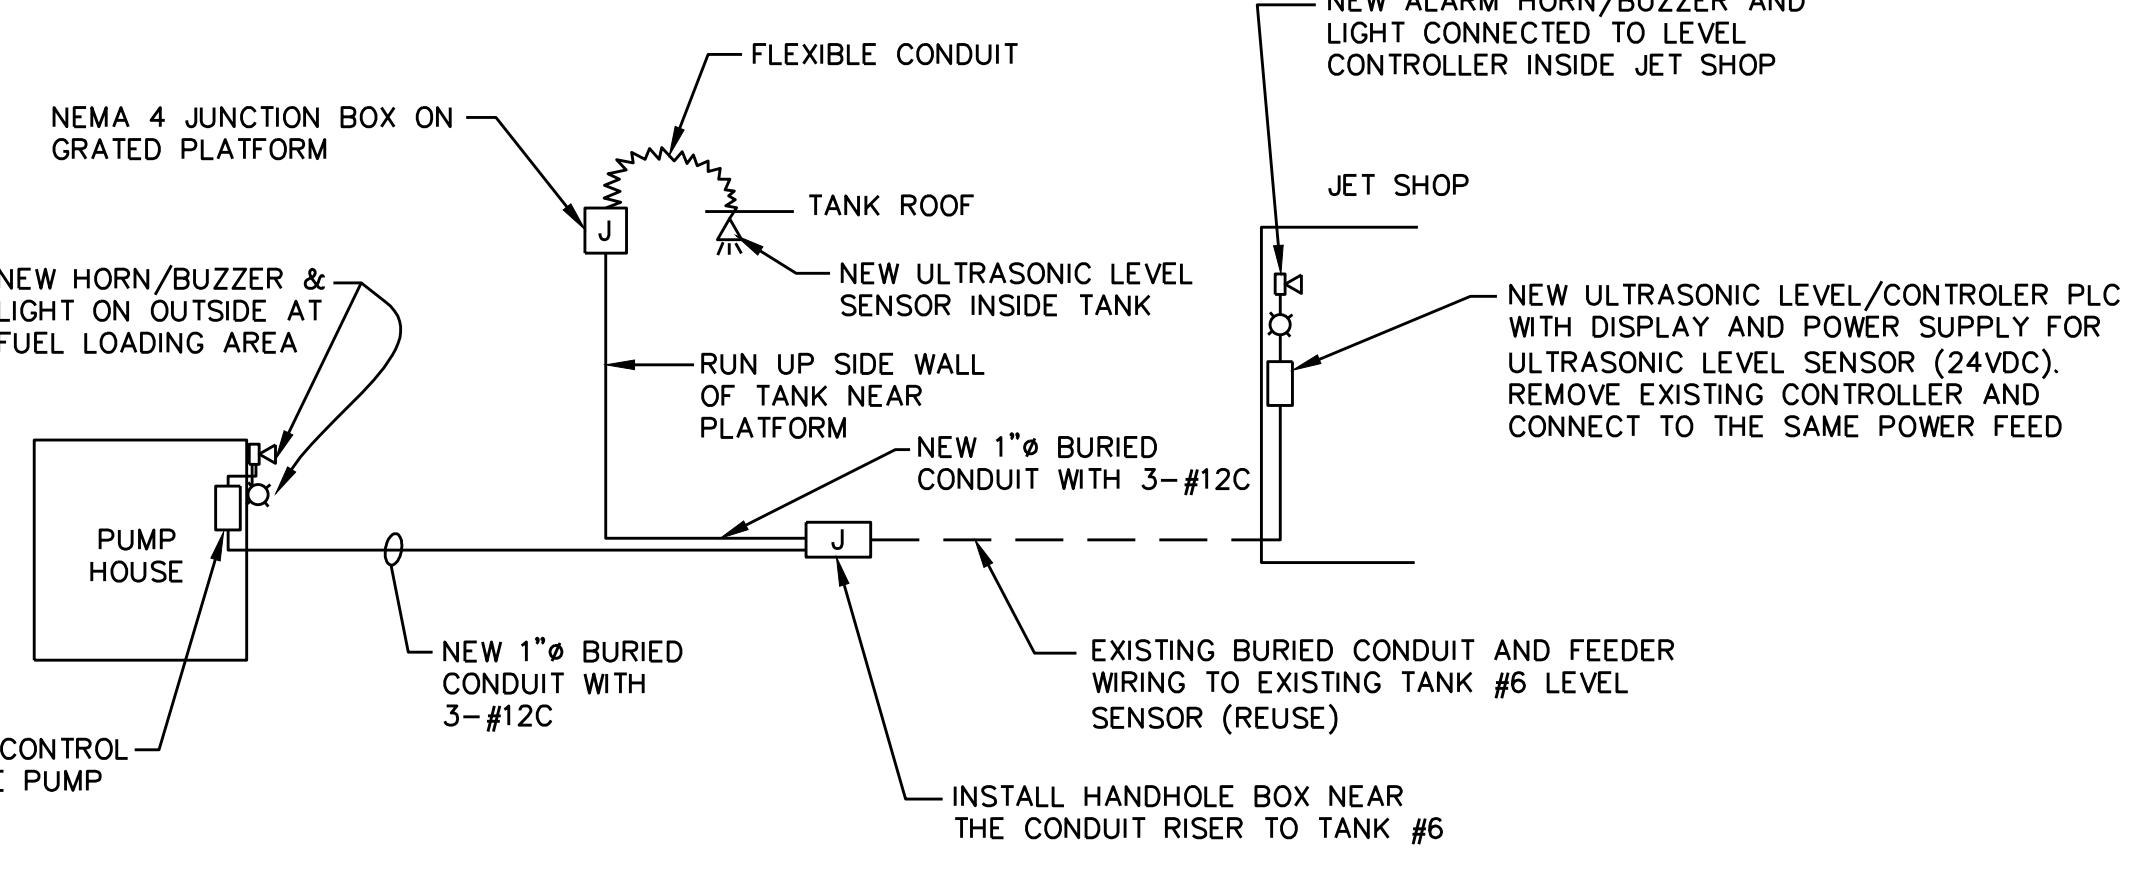 NEW ALARM HORN/BUZZER AND
LIGHT CONNECTED TO LEVEL
CONTROLLER INSIDE JET SHOP
FLEXIBLE CONDUIT
NEMA 4 JUNCTION BOX ON
GRATED PLATFORM
JET SHOP
TANK ROOF
J
NEW ULTRASONIC LEVEL
SENSOR INSIDE TANK
NEW HORN/BUZZER &
LIGHT ON OUTSIDE AT
FUEL LOADING AREA
NEW ULTRASONIC LEVEL/CONTROLER PLC
WITH DISPLAY AND POWER SUPPLY FOR
ULTRASONIC LEVEL SENSOR (24VDC).
REMOVE EXISTING CONTROLLER AND
CONNECT TO THE SAME POWER FEED
RUN UP SIDE WALL
OF TANK NEAR
PLATFORM
NEW 1"ø BURIED
CONDUIT WITH 3-#12C
PUMP
HOUSE
J
NEW 1"ø BURIED
CONDUIT WITH
3-#12C
EXISTING BURIED CONDUIT AND FEEDER
WIRING TO EXISTING TANK #6 LEVEL
SENSOR (REUSE)
CONTROL
PUMP
INSTALL HANDHOLE BOX NEAR
THE CONDUIT RISER TO TANK #6